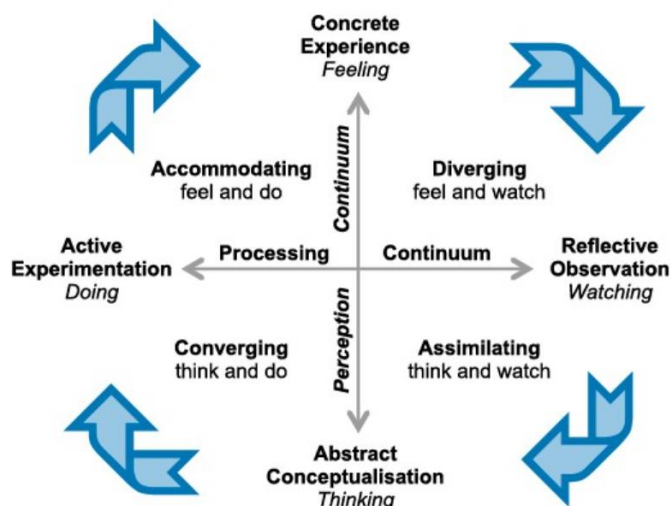 Concrete
Experience
Feeling
Continuum
Accommodating
feel and do
Diverging
feel and watch
Active
Experimentation
Doing
Processing
Continuum
Reflective
Observation
Watching
Perception
Converging
think and do
Assimilating
think and watch
Abstract
Conceptualisation
Thinking